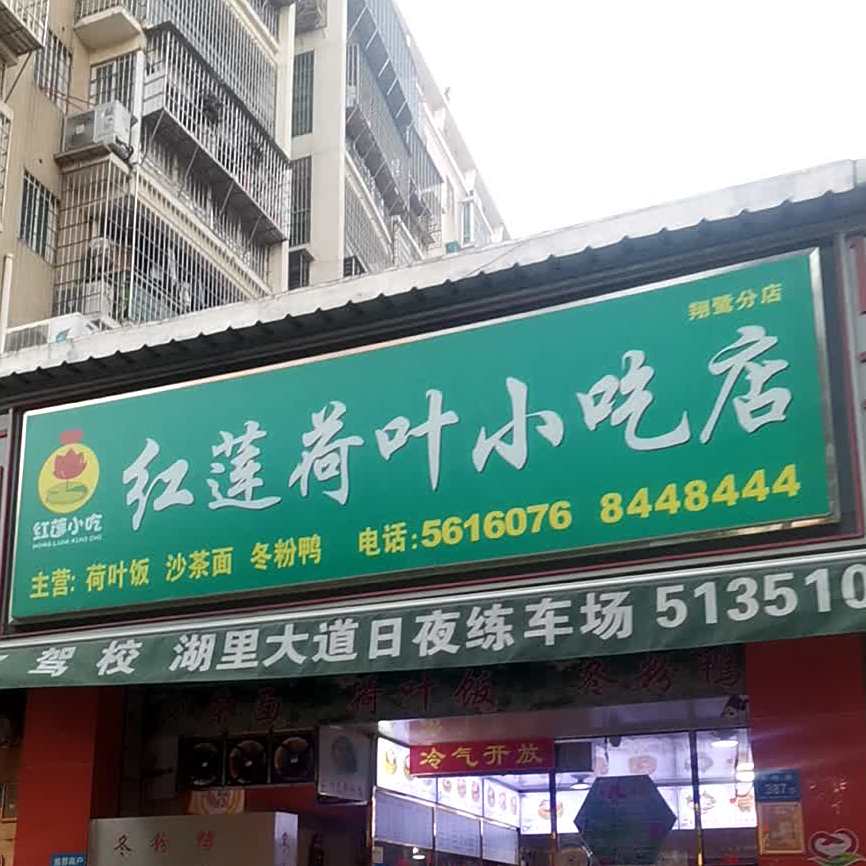 翔鹭分店
红莲荷叶小吃店
红莲小吃
HONG LIAN XIAO CHI
主营: 荷叶饭 沙茶面 冬粉鸭 电话:5616076 8448444
驾校 湖里大道日夜练车场 513510
荷叶饭 冬粉鸭
冷气开放
冬粉鸭
387